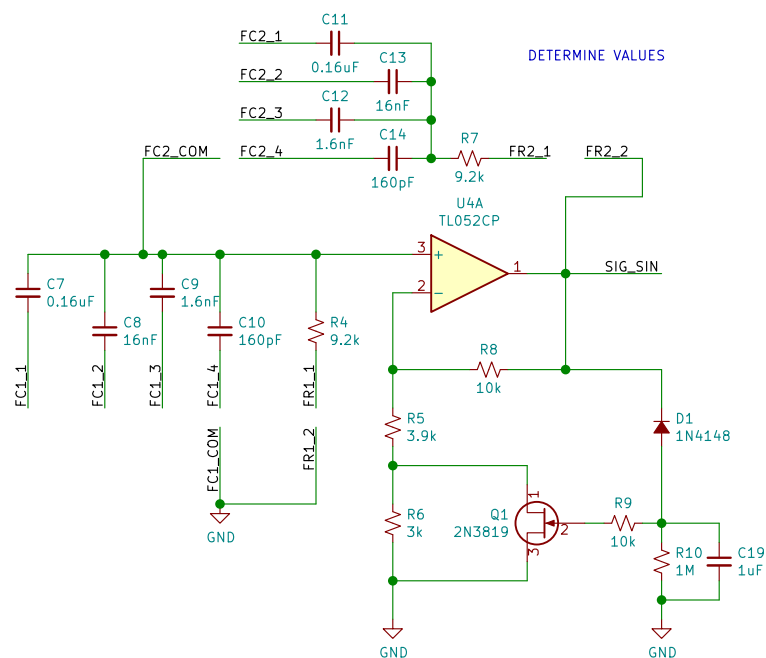 C11
FC2_1
0.16uF
DETERMINE VALUES
C13
FC2_2
16nF
C12
FC2_3
1.6nF
C14
FC2_COM
FC2_4
160pF
R7
9.2k
FR2_1
FR2_2
U4A
TL052CP
3
+
1
SIG_SIN
2
−
C7
0.16uF
C8
16nF
C9
1.6nF
C10
160pF
R4
9.2k
FC1_1
FC1_2
FC1_3
FC1_4
FR1_1
R8
10k
R5
3.9k
D1
1N4148
FC1_COM
FR1_2
GND
R6
3k
Q1
2N3819
1
2
3
R9
10k
R10
1M
C19
1uF
GND
GND